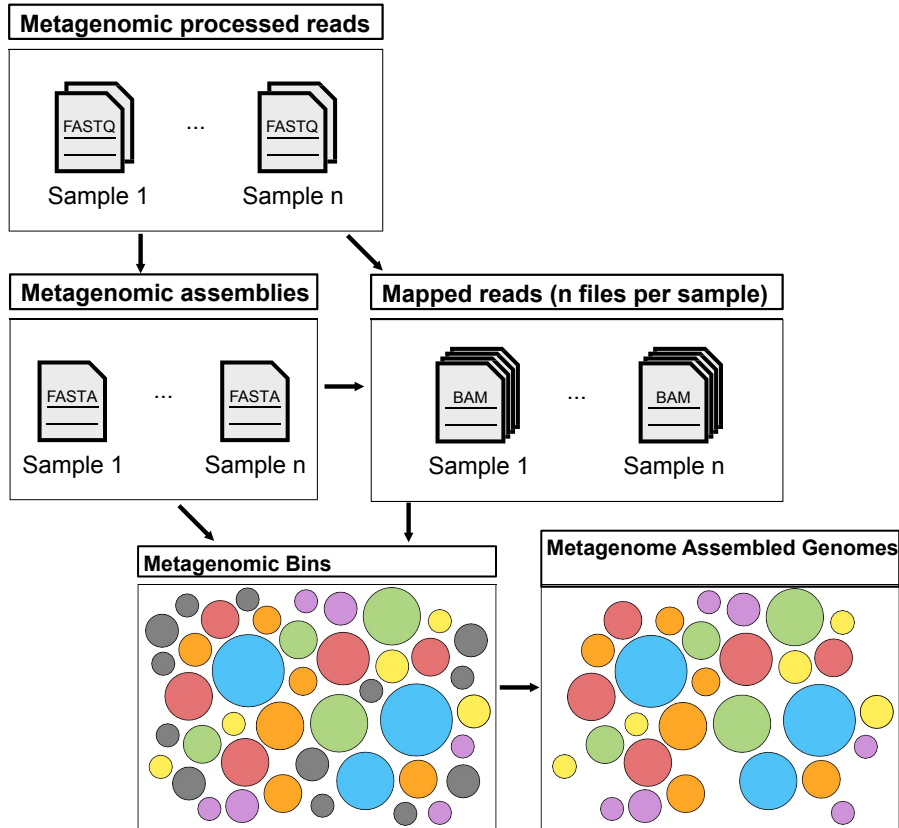 Metagenomic processed reads
FASTQ
...
FASTQ
Sample 1
Sample n
Metagenomic assemblies
Mapped reads (n files per sample)
FASTA
...
FASTA
BAM
...
BAM
Sample 1
Sample n
Sample 1
Sample n
Metagenomic Bins
Metagenome Assembled Genomes